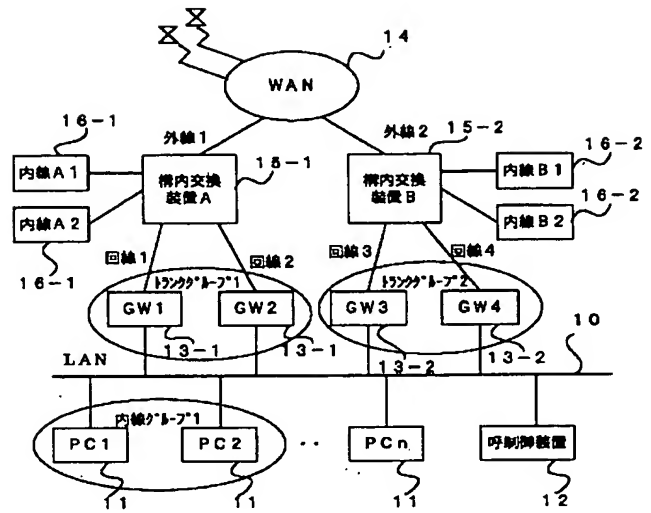 14
WAN
外線1
外線2
15-2
16-1
15-1
16-2
内線A1
構内交換
装置A
構内交換
装置B
内線B1
内線A2
内線B2
16-1
16-2
回線1
回線2
回線3
回線4
トランクグループ1
トランクグループ2
GW1
GW2
GW3
GW4
13-1
13-1
13-2
13-2
10
LAN
内線グループ1
PC1
PC2
・・
PCn
呼制御装置
11
11
11
12